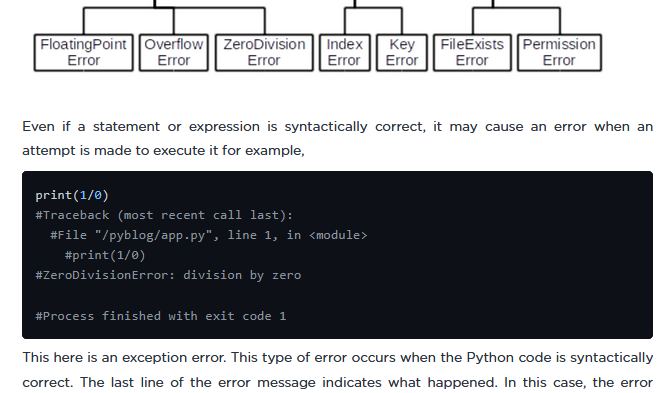 FloatingPoint Error
Overflow Error
ZeroDivision Error
Index Error
Key Error
FileExists Error
Permission Error
Even if a statement or expression is syntactically correct, it may cause an error when an
attempt is made to execute it for example,
print(1/0)
#Traceback (most recent call last):
  #File "/pyblog/app.py", line 1, in <module>
    #print(1/0)
#ZeroDivisionError: division by zero

#Process finished with exit code 1
This here is an exception error. This type of error occurs when the Python code is syntactically
correct. The last line of the error message indicates what happened. In this case, the error